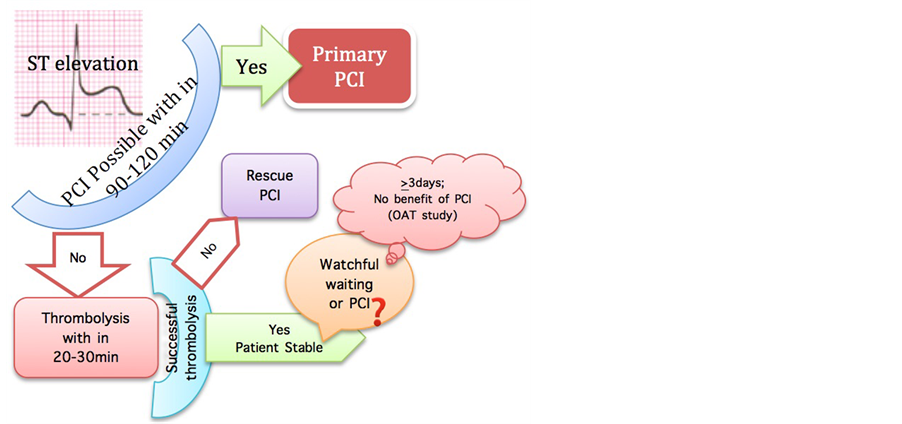 ST elevation
PCI Possible with in
90-120 min
Yes
Primary
PCI
No
Rescue
PCI
≥3days;
No benefit of PCI
(OAT study)
Thrombolysis
with in
20-30min
Successful
thrombolysis
No
Yes
Patient Stable
Watchful
waiting
or PCI
?